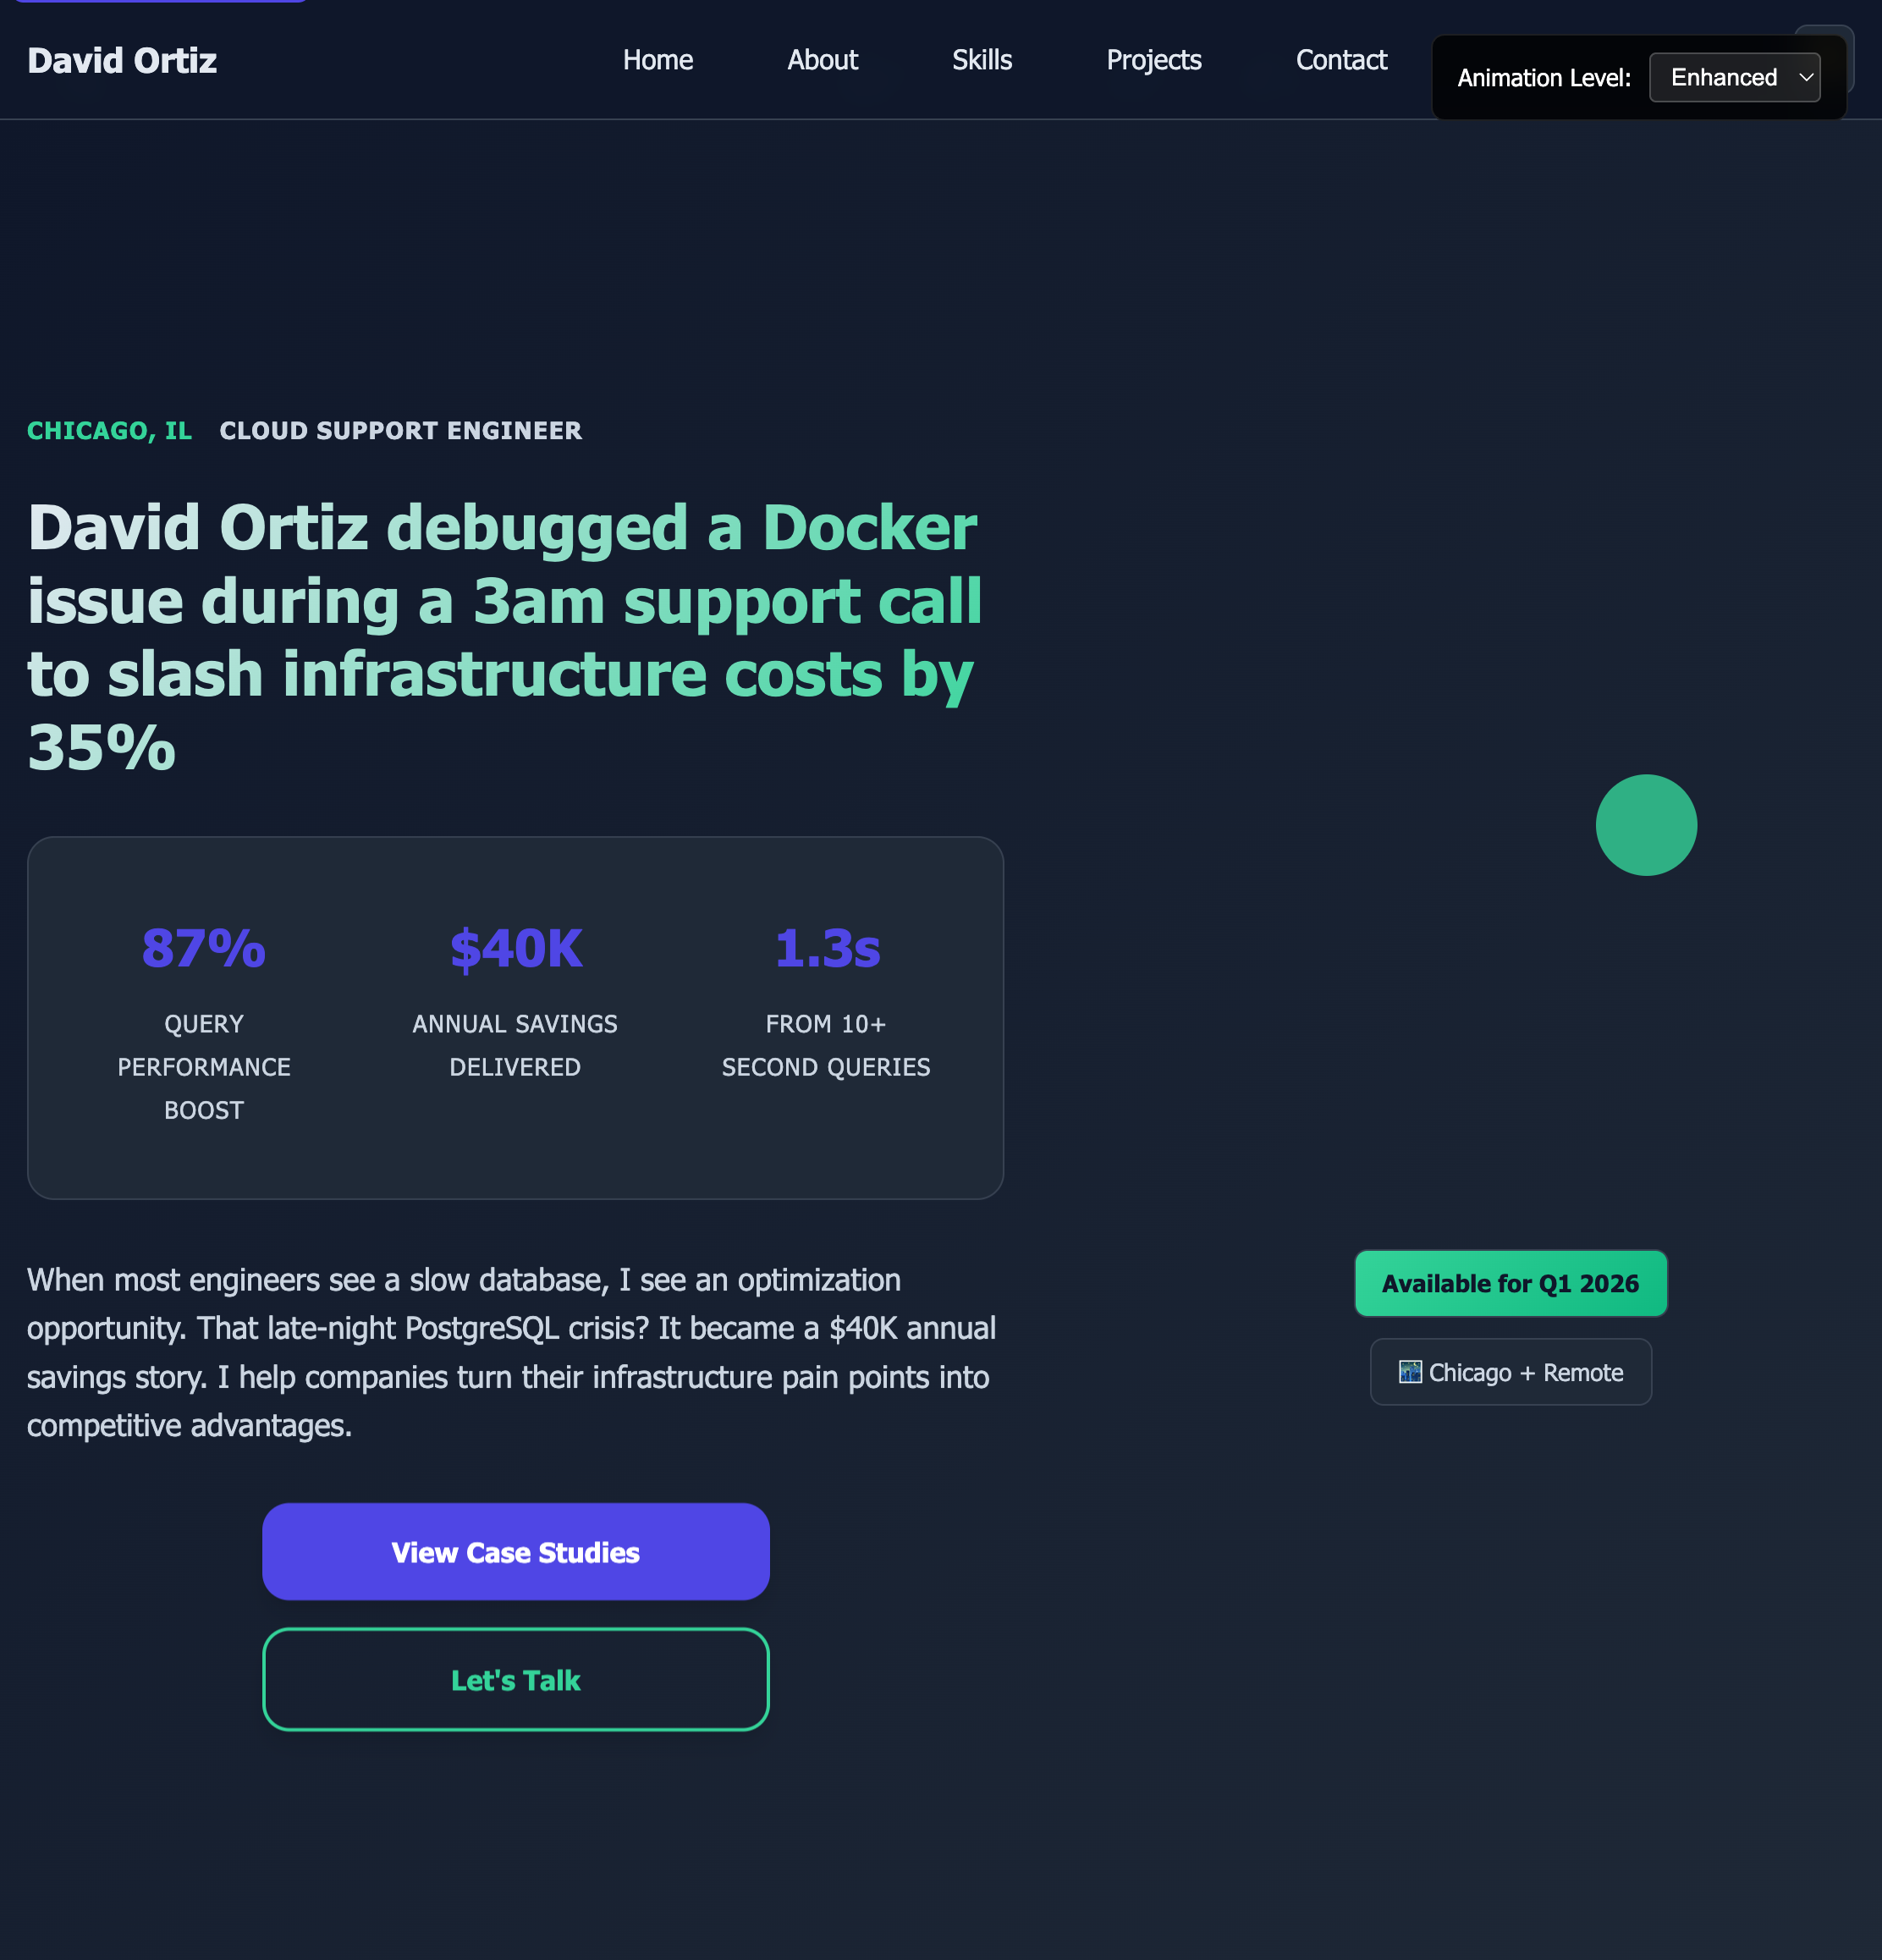 David Ortiz
Home
About
Skills
Projects
Contact
Animation Level:
Enhanced
CHICAGO, IL CLOUD SUPPORT ENGINEER
David Ortiz debugged a Docker
issue during a 3am support call
to slash infrastructure costs by
35%
87%
QUERY
PERFORMANCE
BOOST
$40K
ANNUAL SAVINGS
DELIVERED
1.3s
FROM 10+
SECOND QUERIES
When most engineers see a slow database, I see an optimization
opportunity. That late-night PostgreSQL crisis? It became a $40K annual
savings story. I help companies turn their infrastructure pain points into
competitive advantages.
View Case Studies
Let's Talk
Available for Q1 2026
Chicago + Remote